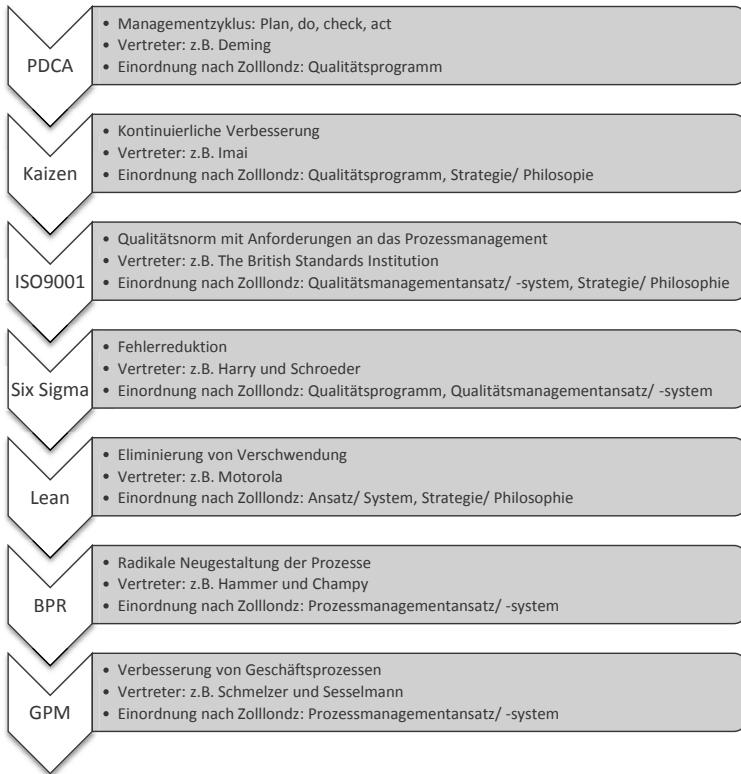 PDCA
• Managementzyklus: Plan, do, check, act
• Vertreter: z.B. Deming
• Einordnung nach Zolllondz: Qualitätsprogramm
Kaizen
• Kontinuierliche Verbesserung
• Vertreter: z.B. Imai
• Einordnung nach Zolllondz: Qualitätsprogramm, Strategie/ Philosopie
ISO9001
• Qualitätsnorm mit Anforderungen an das Prozessmanagement
• Vertreter: z.B. The British Standards Institution
• Einordnung nach Zolllondz: Qualitätsmanagementansatz/ -system, Strategie/ Philosophie
Six Sigma
• Fehlerreduktion
• Vertreter: z.B. Harry und Schroeder
• Einordnung nach Zolllondz: Qualitätsprogramm, Qualitätsmanagementansatz/ -system
Lean
• Eliminierung von Verschwendung
• Vertreter: z.B. Motorola
• Einordnung nach Zolllondz: Ansatz/ System, Strategie/ Philosophie
BPR
• Radikale Neugestaltung der Prozesse
• Vertreter: z.B. Hammer und Champy
• Einordnung nach Zolllondz: Prozessmanagementansatz/ -system
GPM
• Verbesserung von Geschäftsprozessen
• Vertreter: z.B. Schmelzer und Sesselmann
• Einordnung nach Zolllondz: Prozessmanagementansatz/ -system